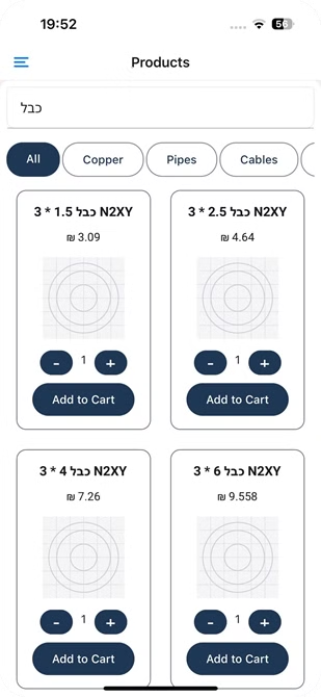 19:52
56
Products
כבל
All
Copper
Pipes
Cables
3 * 1.5 כבל N2XY
3 * 2.5 כבל N2XY
₪ 3.09
₪ 4.64
- 1 +
- 1 +
Add to Cart
Add to Cart
3 * 4 כבל N2XY
3 * 6 כבל N2XY
₪ 7.26
₪ 9.558
- 1 +
- 1 +
Add to Cart
Add to Cart